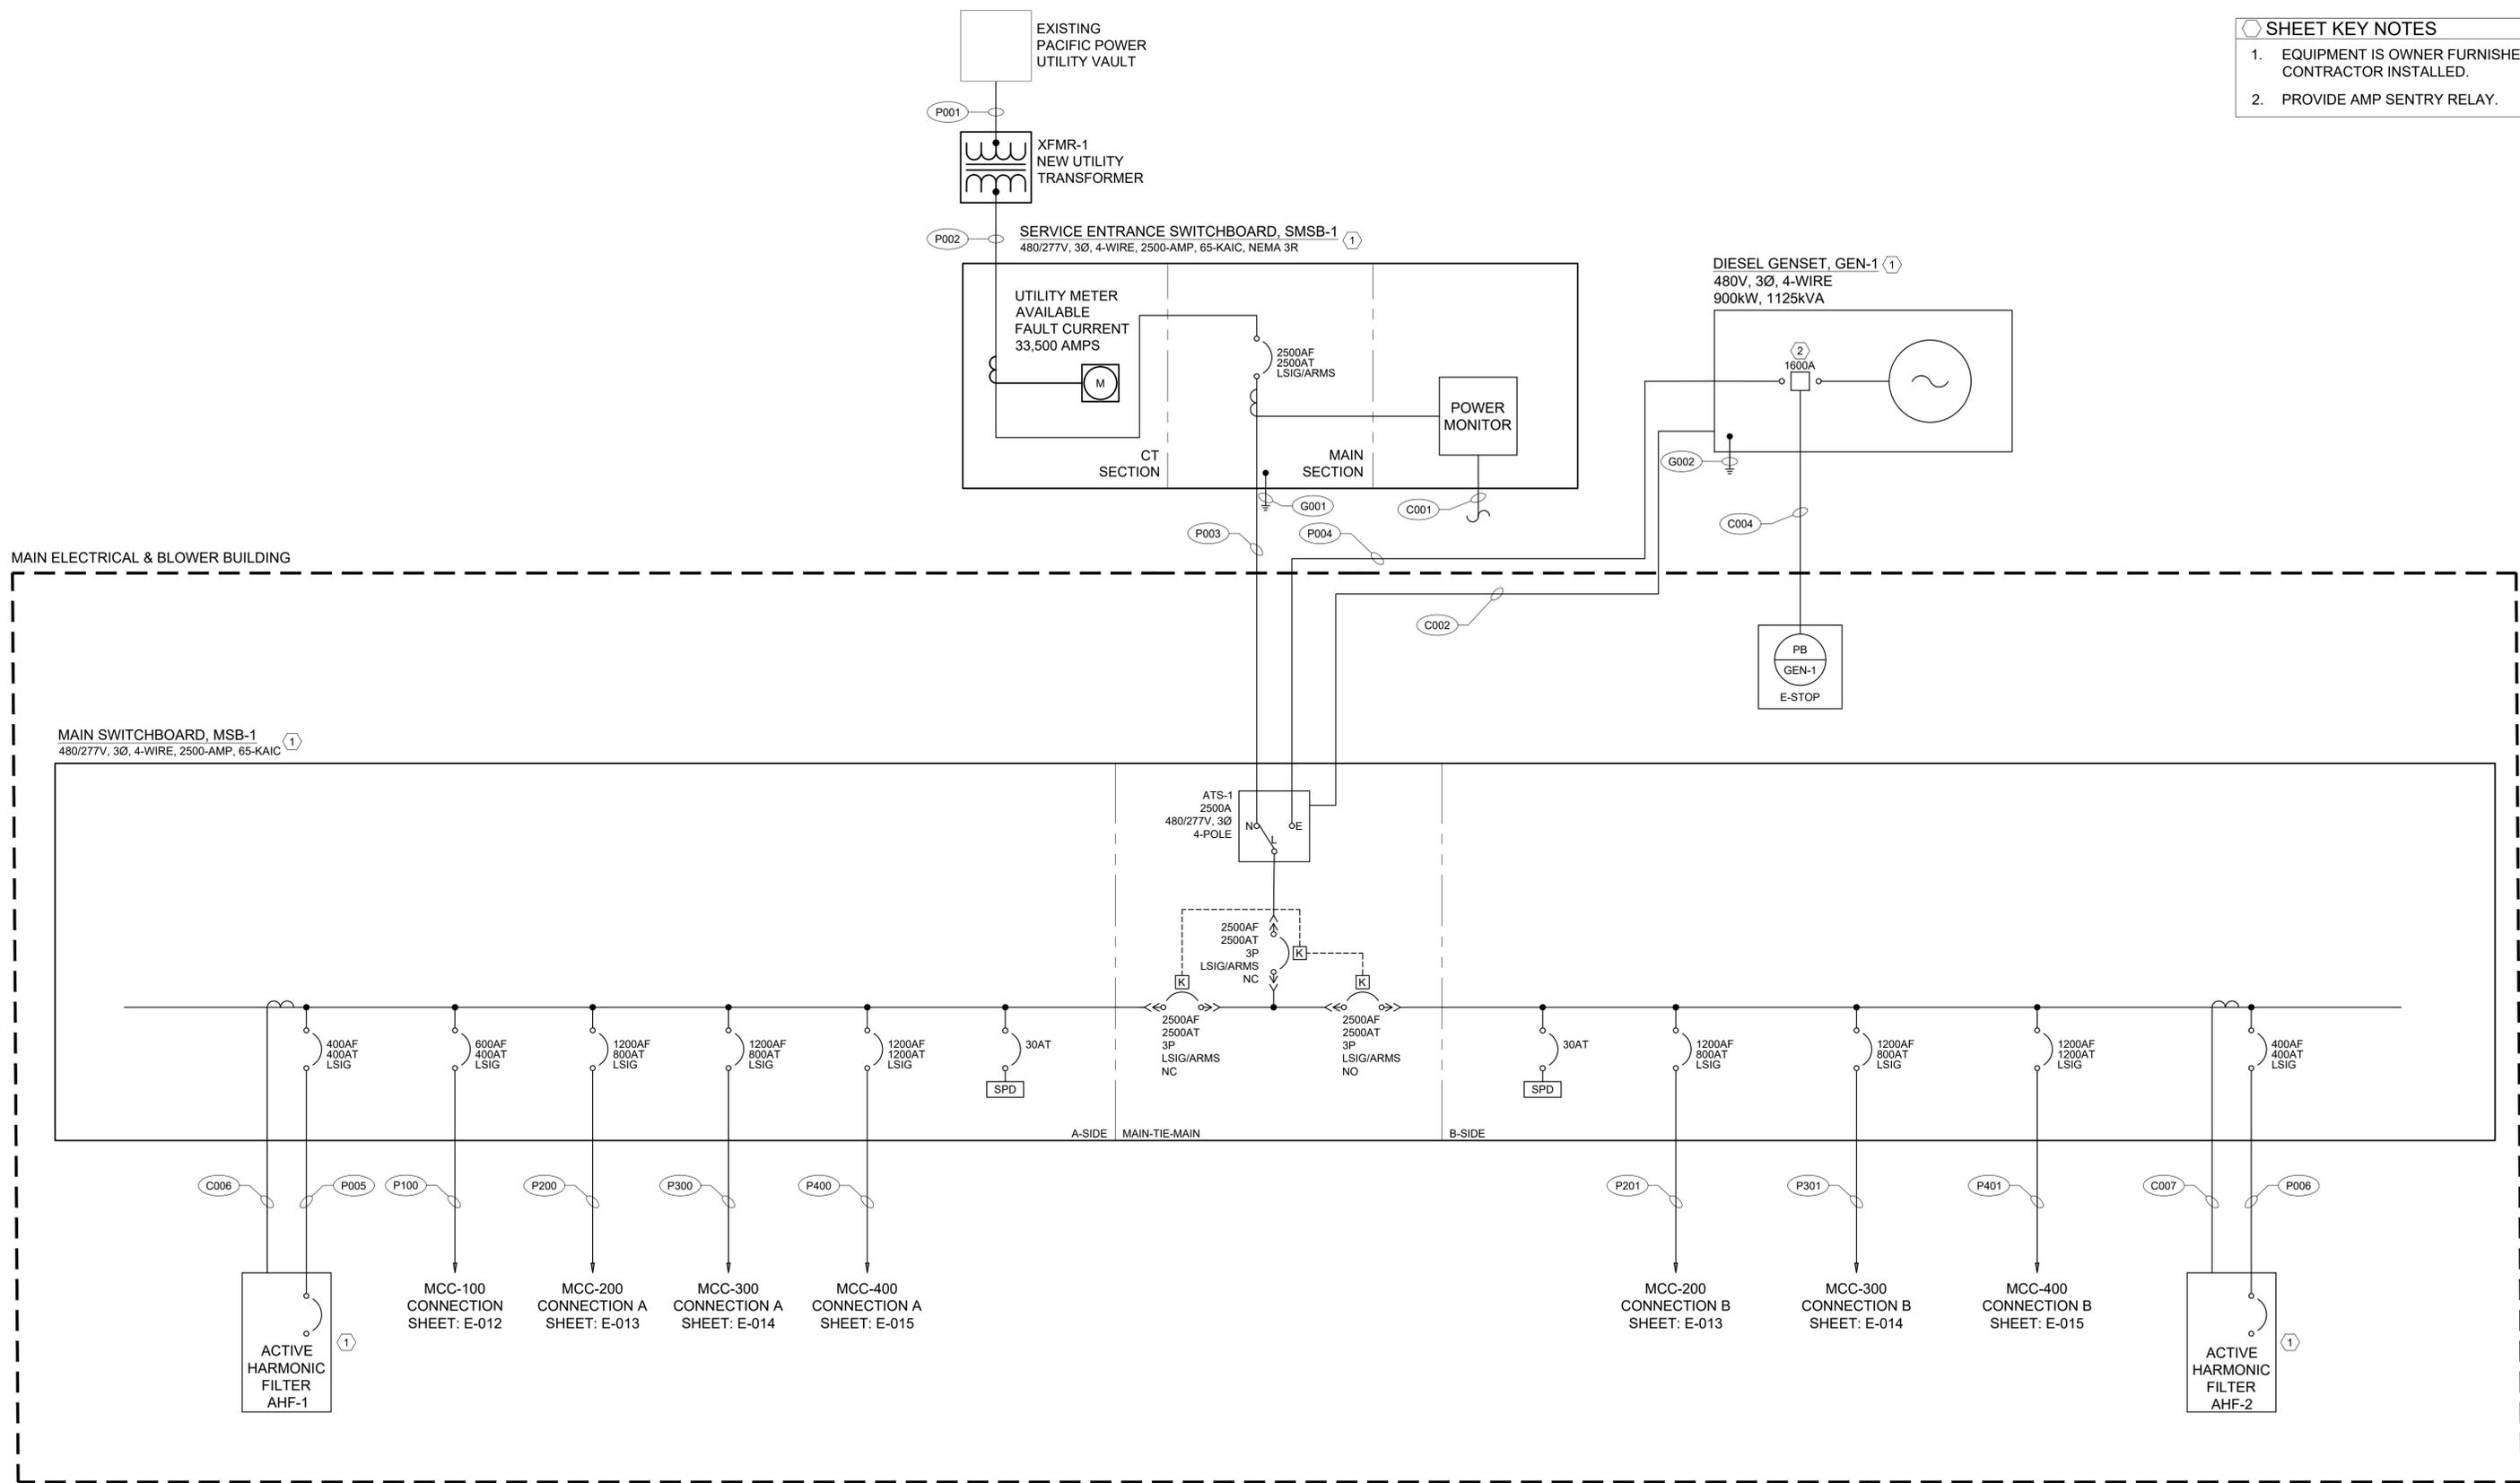 EXISTING
PACIFIC POWER
UTILITY VAULT
SHEET KEY NOTES
1. EQUIPMENT IS OWNER FURNISHE
CONTRACTOR INSTALLED.
2. PROVIDE AMP SENTRY RELAY.
P001
XFMR-1
NEW UTILITY
TRANSFORMER
P002
SERVICE ENTRANCE SWITCHBOARD, SMSB-1
1
480/277V, 3Ø, 4-WIRE, 2500-AMP, 65-KAIC, NEMA 3R
UTILITY METER
AVAILABLE
FAULT CURRENT
33,500 AMPS
M
CT
SECTION
2500AF
2500AT
LSIG/ARMS
MAIN
SECTION
POWER
MONITOR
G001
C001
DIESEL GENSET, GEN-1
1
480V, 3Ø, 4-WIRE
900kW, 1125kVA
2
1600A
G002
C004
P003
P004
C002
PB
GEN-1
E-STOP
MAIN ELECTRICAL & BLOWER BUILDING
MAIN SWITCHBOARD, MSB-1
1
480/277V, 3Ø, 4-WIRE, 2500-AMP, 65-KAIC
ATS-1
2500A
480/277V, 3Ø
4-POLE
N
E
L
2500AF
2500AT
3P
LSIG/ARMS
NC
K
K
K
400AF
400AT
LSIG
600AF
400AT
LSIG
1200AF
800AT
LSIG
1200AF
800AT
LSIG
1200AF
1200AT
LSIG
30AT
SPD
2500AF
2500AT
3P
LSIG/ARMS
NC
2500AF
2500AT
3P
LSIG/ARMS
NO
30AT
SPD
1200AF
800AT
LSIG
1200AF
800AT
LSIG
1200AF
1200AT
LSIG
400AF
400AT
LSIG
A-SIDE
MAIN-TIE-MAIN
B-SIDE
C006
P005
P100
P200
P300
P400
P201
P301
P401
C007
P006
MCC-100
CONNECTION
SHEET: E-012
MCC-200
CONNECTION A
SHEET: E-013
MCC-300
CONNECTION A
SHEET: E-014
MCC-400
CONNECTION A
SHEET: E-015
MCC-200
CONNECTION B
SHEET: E-013
MCC-300
CONNECTION B
SHEET: E-014
MCC-400
CONNECTION B
SHEET: E-015
ACTIVE
HARMONIC
FILTER
AHF-1
1
ACTIVE
HARMONIC
FILTER
AHF-2
1